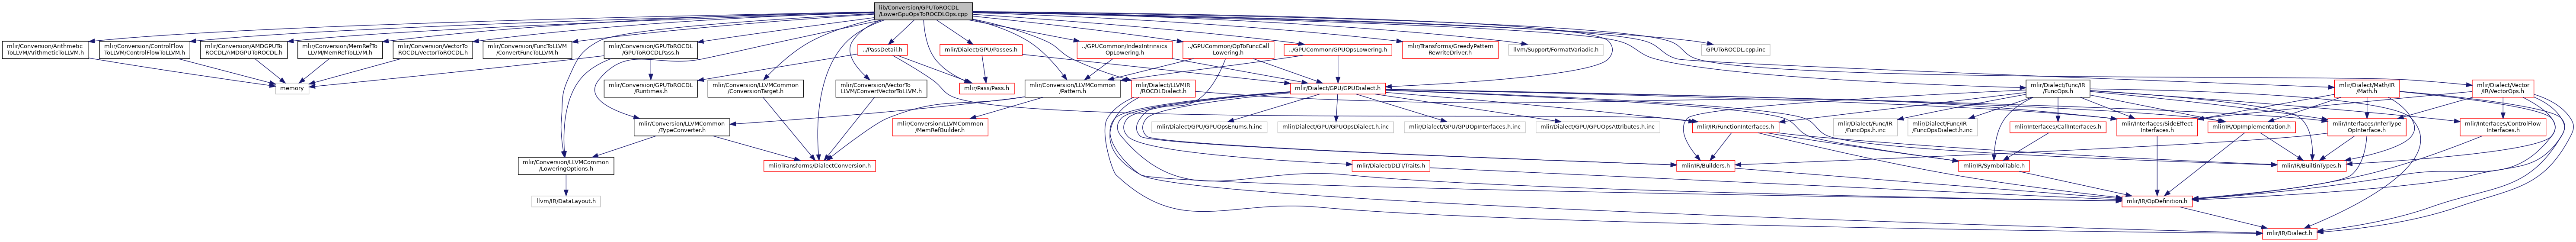 lib/Conversion/GPUToROCDL
/LowerGpuOpsToROCDLOps.cpp
mlir/Conversion/Arithmetic
ToLLVM/ArithmeticToLLVM.h
mlir/Conversion/ControlFlow
ToLLVM/ControlFlowToLLVM.h
mlir/Conversion/AMDGPUTo
ROCDL/AMDGPUToROCDL.h
mlir/Conversion/MemRefTo
LLVM/MemRefToLLVM.h
mlir/Conversion/VectorTo
ROCDL/VectorToROCDL.h
mlir/Conversion/FuncToLLVM
/ConvertFuncToLLVM.h
mlir/Conversion/GPUToROCDL
/GPUToROCDLPass.h
../PassDetail.h
mlir/Dialect/GPU/Passes.h
../GPUCommon/IndexIntrinsics
OpLowering.h
../GPUCommon/OpToFuncCall
Lowering.h
../GPUCommon/GPUOpsLowering.h
mlir/Transforms/GreedyPattern
RewriteDriver.h
llvm/Support/FormatVariadic.h
GPUToROCDL.cpp.inc
memory
mlir/Conversion/GPUToROCDL
/Runtimes.h
mlir/Conversion/LLVMCommon
/ConversionTarget.h
mlir/Conversion/VectorTo
LLVM/ConvertVectorToLLVM.h
mlir/Pass/Pass.h
mlir/Conversion/LLVMCommon
/Pattern.h
mlir/Dialect/LLVMIR
/ROCDLDialect.h
mlir/Dialect/GPU/GPUDialect.h
mlir/Dialect/Func/IR
/FuncOps.h
mlir/Dialect/Math/IR
/Math.h
mlir/Dialect/Vector
/IR/VectorOps.h
mlir/Conversion/LLVMCommon
/TypeConverter.h
mlir/Conversion/LLVMCommon
/MemRefBuilder.h
mlir/Dialect/GPU/GPUOpsEnums.h.inc
mlir/Dialect/GPU/GPUOpsDialect.h.inc
mlir/Dialect/GPU/GPUOpInterfaces.h.inc
mlir/Dialect/GPU/GPUOpsAttributes.h.inc
mlir/IR/FunctionInterfaces.h
mlir/Dialect/Func/IR
/FuncOps.h.inc
mlir/Dialect/Func/IR
/FuncOpsDialect.h.inc
mlir/Interfaces/CallInterfaces.h
mlir/Interfaces/SideEffect
Interfaces.h
mlir/IR/OpImplementation.h
mlir/Interfaces/InferType
OpInterface.h
mlir/Interfaces/ControlFlow
Interfaces.h
mlir/Conversion/LLVMCommon
/LoweringOptions.h
mlir/Transforms/DialectConversion.h
mlir/Dialect/DLTI/Traits.h
mlir/IR/Builders.h
mlir/IR/SymbolTable.h
mlir/IR/BuiltinTypes.h
llvm/IR/DataLayout.h
mlir/IR/OpDefinition.h
mlir/IR/Dialect.h